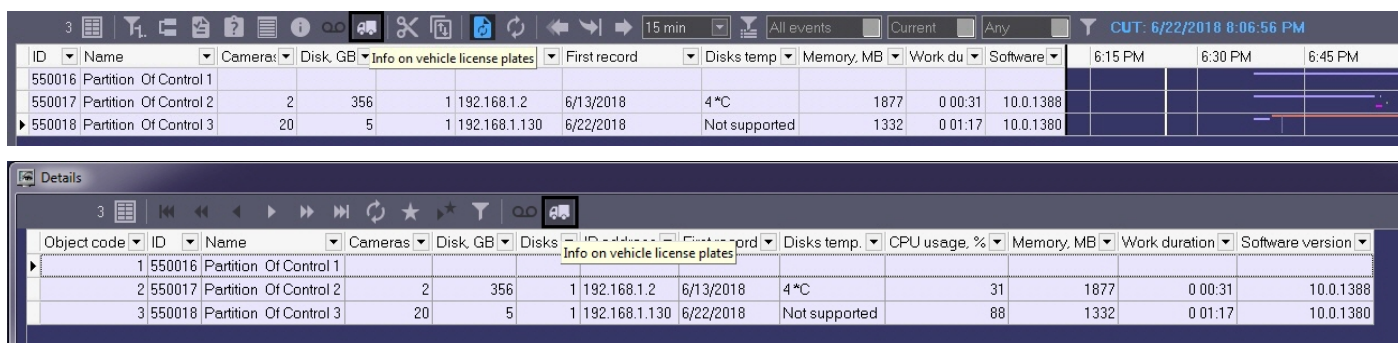 3 15 min All events Current Any CUT: 6/22/2018 8:06:56 PM
ID Name Cameras Disk, GB First record Disks temp Memory, MB Work du Software 6:15 PM 6:30 PM 6:45 PM
Info on vehicle license plates
550016 Partition Of Control 1
550017 Partition Of Control 2 2 356 1 192.168.1.2 6/13/2018 4 *C 1877 0 00:31 10.0.1388
550018 Partition Of Control 3 20 5 1 192.168.1.130 6/22/2018 Not supported 1332 0 01:17 10.0.1380
Details
3
Object code ID Name Cameras Disk, GB Disks IP address First record Disks temp. CPU usage, % Memory, MB Work duration Software version
Info on vehicle license plates
1 550016 Partition Of Control 1
2 550017 Partition Of Control 2 2 356 1 192.168.1.2 6/13/2018 4 *C 31 1877 0 00:31 10.0.1388
3 550018 Partition Of Control 3 20 5 1 192.168.1.130 6/22/2018 Not supported 88 1332 0 01:17 10.0.1380